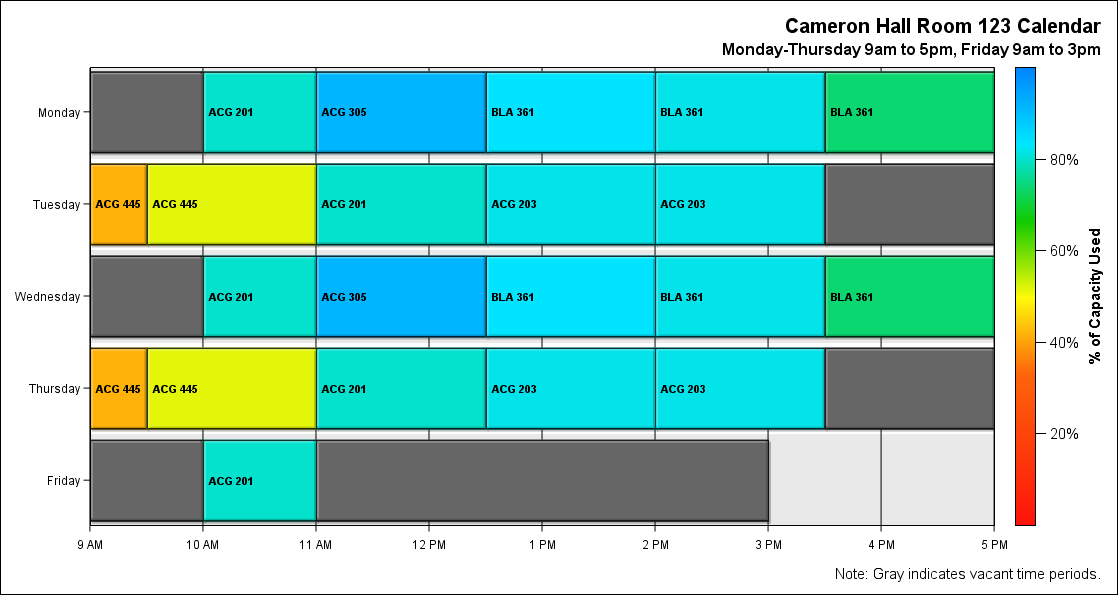 Cameron Hall Room 123 Calendar
Monday-Thursday 9am to 5pm, Friday 9am to 3pm
Monday
ACG 201
ACG 305
BLA 361
BLA 361
BLA 361
Tuesday
ACG 445
ACG 445
ACG 201
ACG 203
ACG 203
Wednesday
ACG 201
ACG 305
BLA 361
BLA 361
BLA 361
Thursday
ACG 445
ACG 445
ACG 201
ACG 203
ACG 203
Friday
ACG 201
9 AM
10 AM
11 AM
12 PM
1 PM
2 PM
3 PM
4 PM
5 PM
80%
60%
40%
20%
% of Capacity Used
Note: Gray indicates vacant time periods.